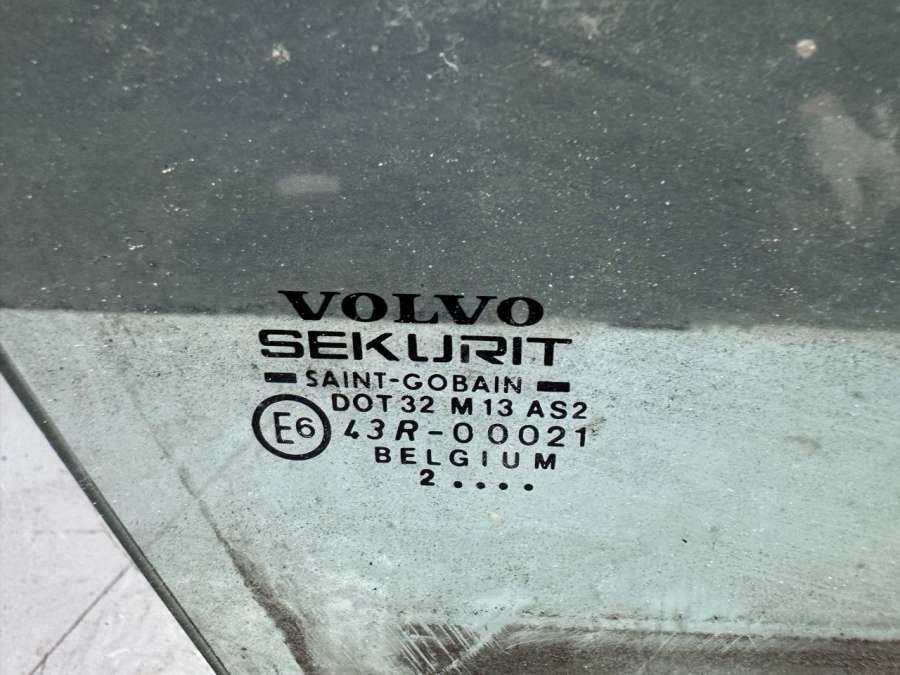 VOLVO
SEKURIT
SAINT-GOBAIN
DOT 32 M 13 AS2
E6 43R-00021
BELGIUM
2 ....